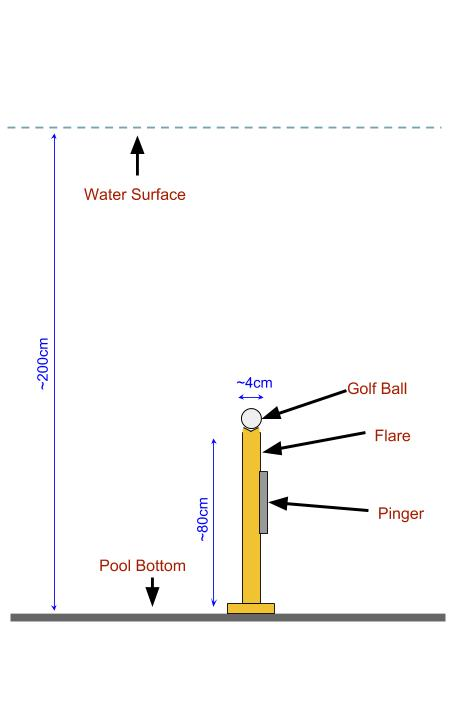 Water Surface
~200cm
~4cm
Golf Ball
Flare
~80cm
Pinger
Pool Bottom